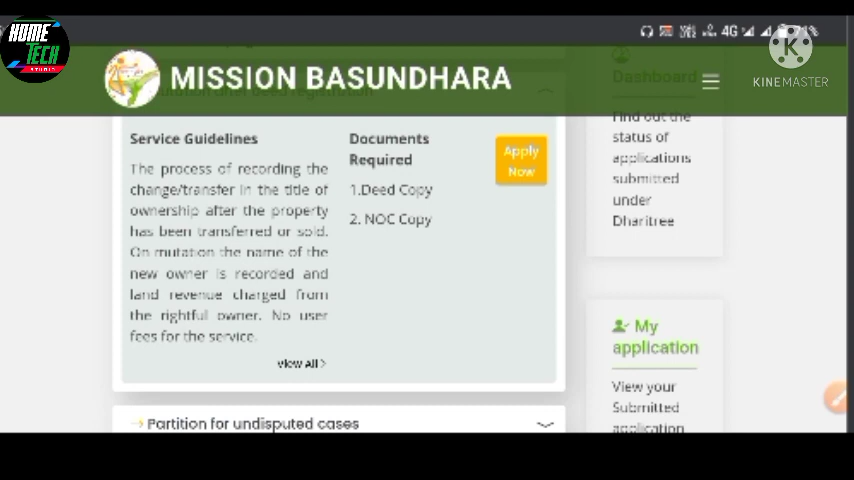 HOME
TECH
STUDIO
4G
K
KINEMASTER
MISSION BASUNDHARA
Dashboard
Service Guidelines
The process of recording the
change/transfer in the title of
ownership after the property
has been transferred or sold.
On mutation the name of the
new owner is recorded and
land revenue charged from
the rightful owner. No user
fees for the service.
View All >
Documents
Required
1.Deed Copy
2. NOC Copy
Apply
Now
Find out the
status of
applications
submitted
under
Dharitree
My
application
View your
Submitted
application
Partition for undisputed cases